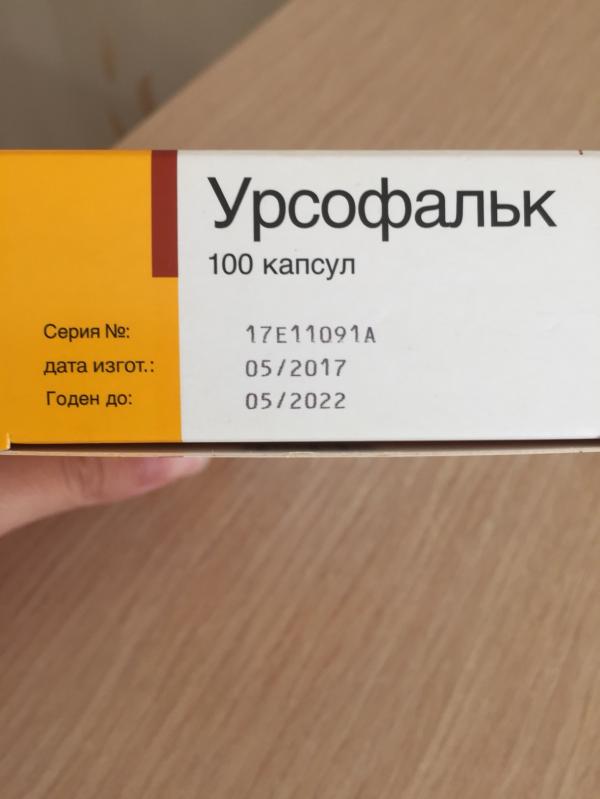 Урсофальк
100 капсул
Серия №: 17E11091A
дата изгот.: 05/2017
Годен до: 05/2022